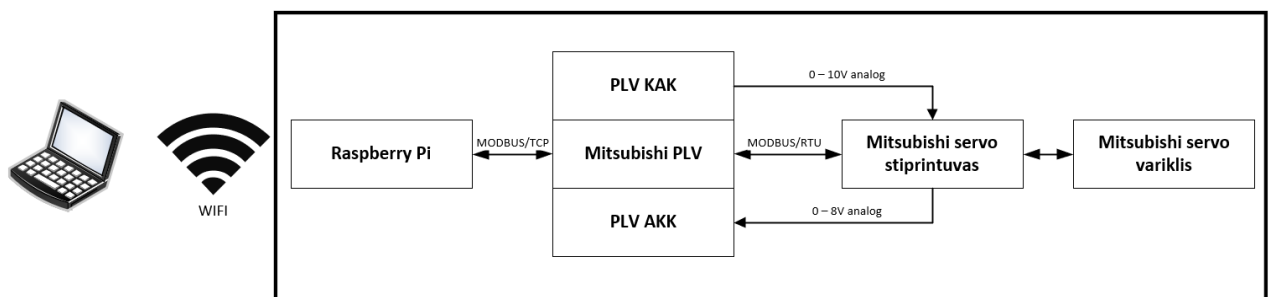 WIFI
Raspberry Pi
MODBUS/TCP
PLV KAK
Mitsubishi PLV
PLV AKK
0 – 10V analog
MODBUS/RTU
0 – 8V analog
Mitsubishi servo
stiprintuvas
Mitsubishi servo
variklis